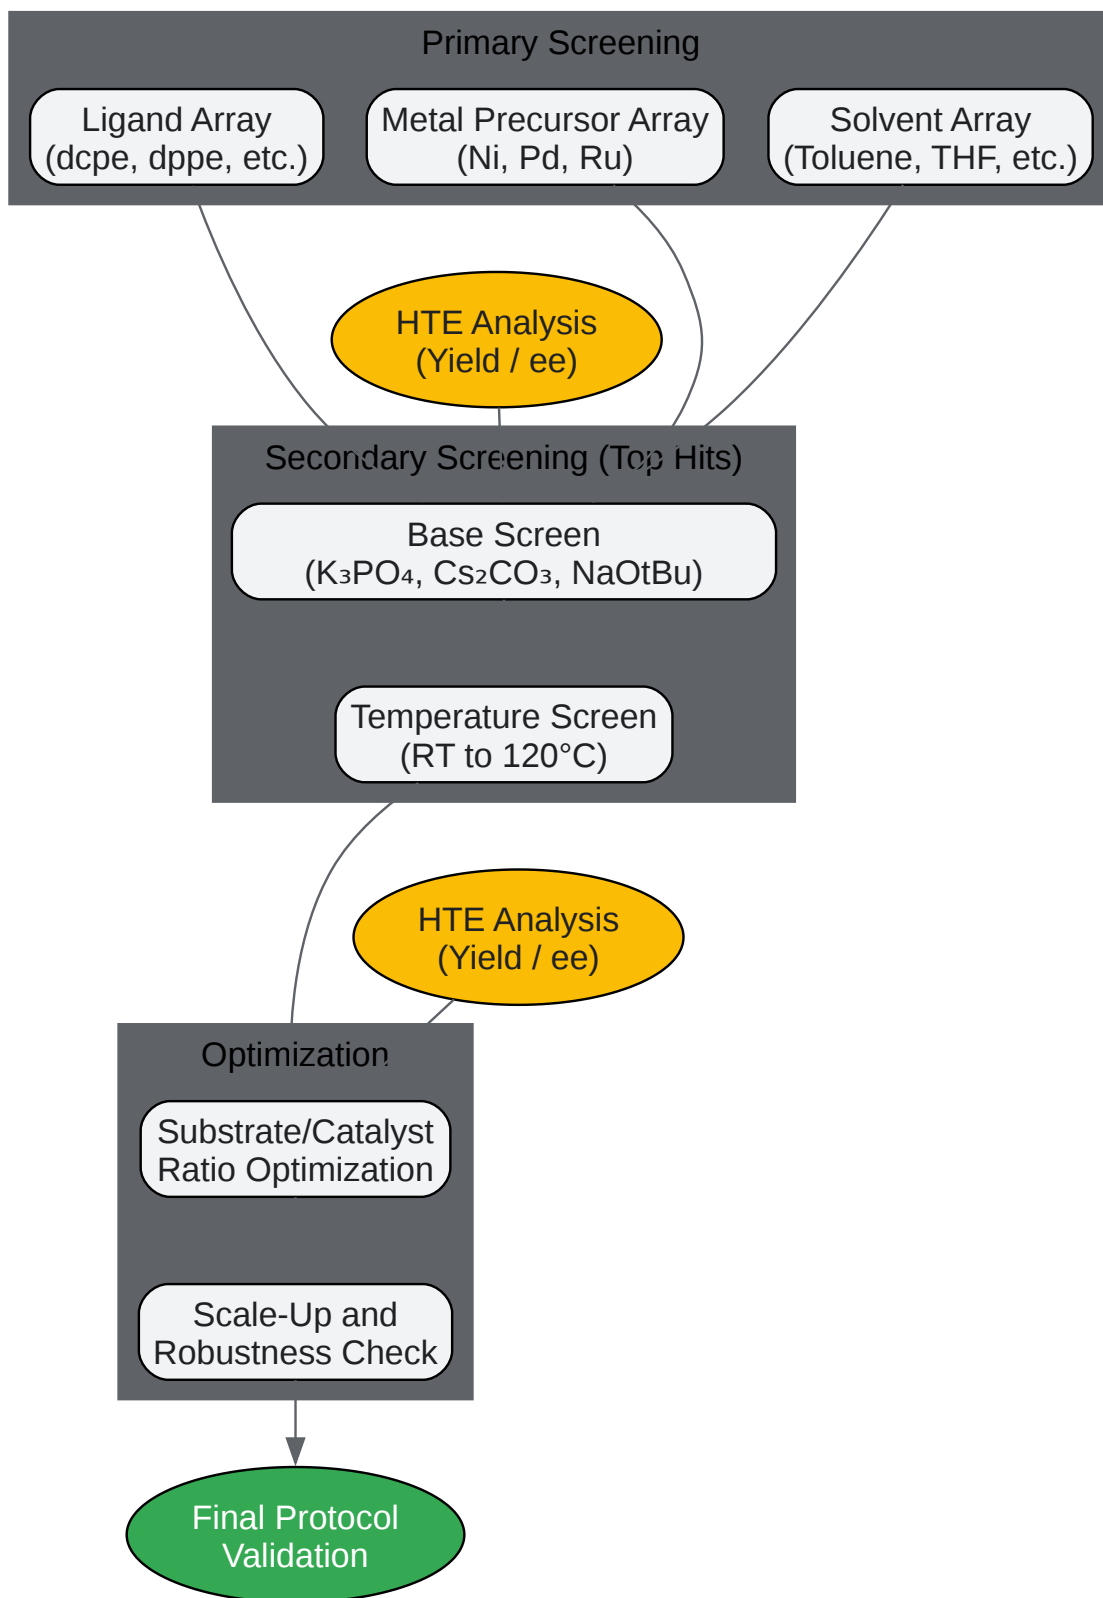 Primary Screening
Ligand Array
(dcpe, dppe, etc.)
Metal Precursor Array
(Ni, Pd, Ru)
Solvent Array
(Toluene, THF, etc.)
HTE Analysis
(Yield / ee)
Secondary Screening (Top Hits)
Base Screen
(K₃PO₄, Cs₂CO₃, NaOtBu)
Temperature Screen
(RT to 120°C)
HTE Analysis
(Yield / ee)
Optimization
Substrate/Catalyst
Ratio Optimization
Scale-Up and
Robustness Check
Final Protocol
Validation